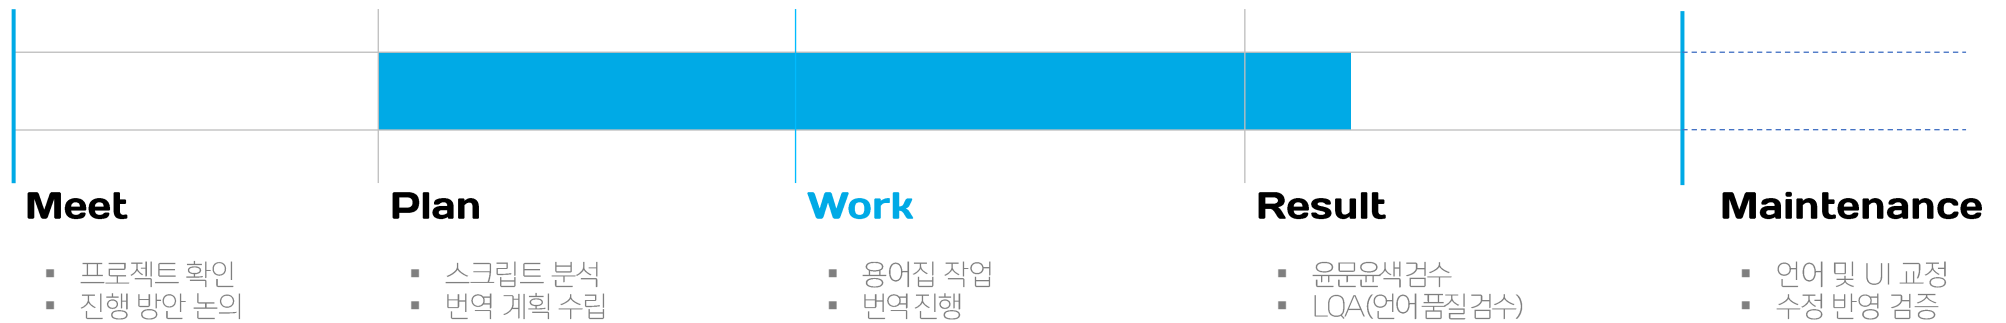 Meet
프로젝트 확인
진행 방안 논의
Plan
스크립트 분석
번역 계획 수립
Work
용어집 작업
번역 진행
Result
윤문윤색검수
LQA(언어품질검수)
Maintenance
언어 및 UI 교정
수정 반영 검증